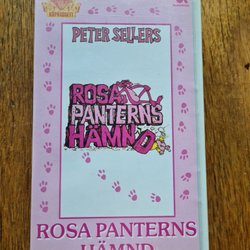 PETER SELLERS
ROSA
PANTERNS
HÄMND
ROSA PANTERNS
HÄMND